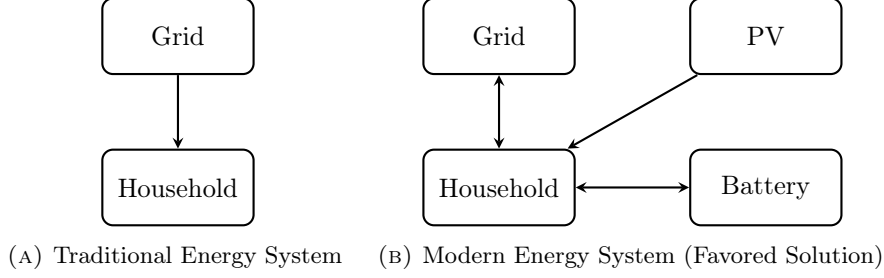 Grid
Household
(A) Traditional Energy System
Grid
PV
Household
Battery
(B) Modern Energy System (Favored Solution)